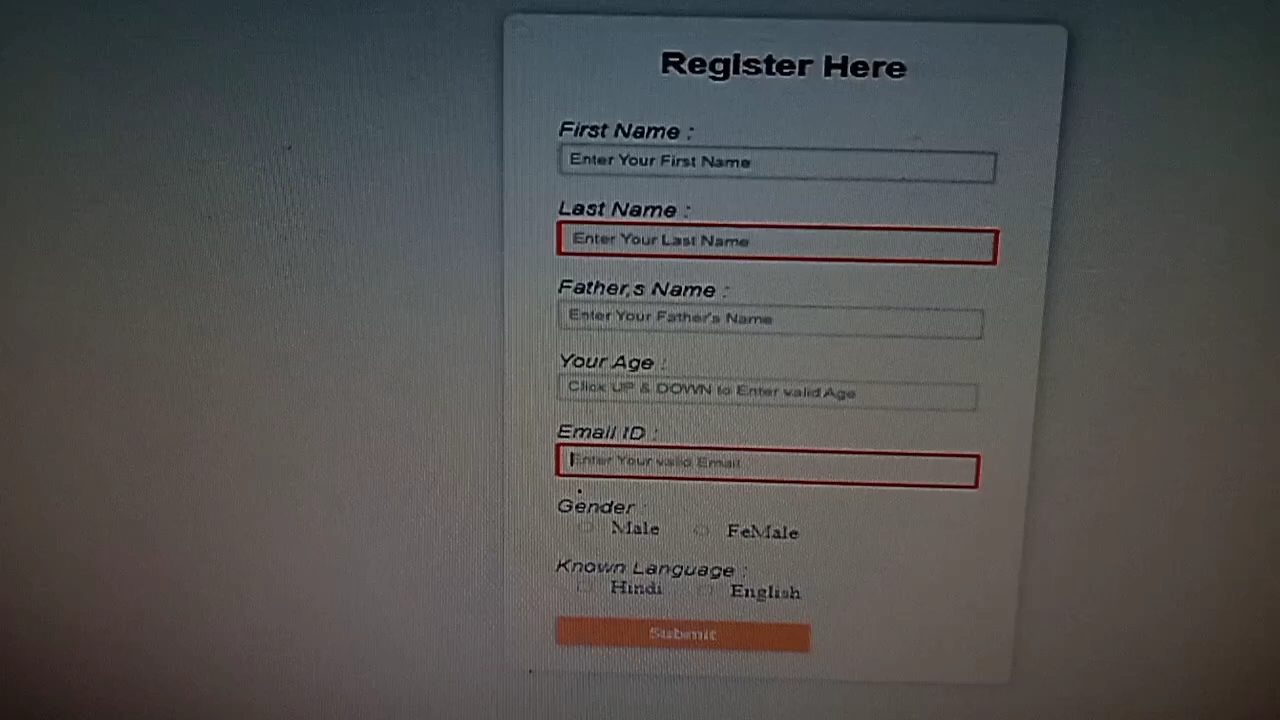 Register Here
First Name :
Enter Your First Name
Last Name :
Enter Your Last Name
Father,s Name :
Enter Your Father's Name
Your Age :
Click UP & DOWN to Enter valid Age
Email ID :
Enter Your valid Email
Gender :
Male FeMale
Known Language :
Hindi English
Submit